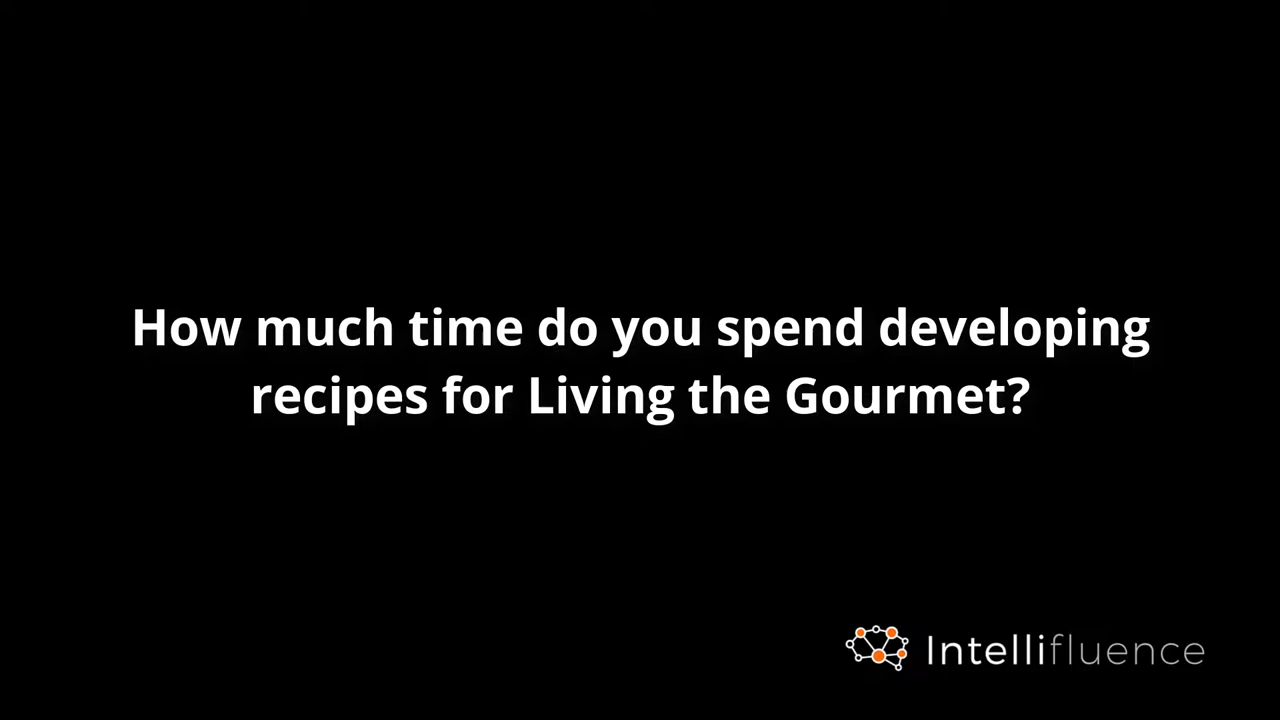 How much time do you spend developing
recipes for Living the Gourmet?
Intellifluence